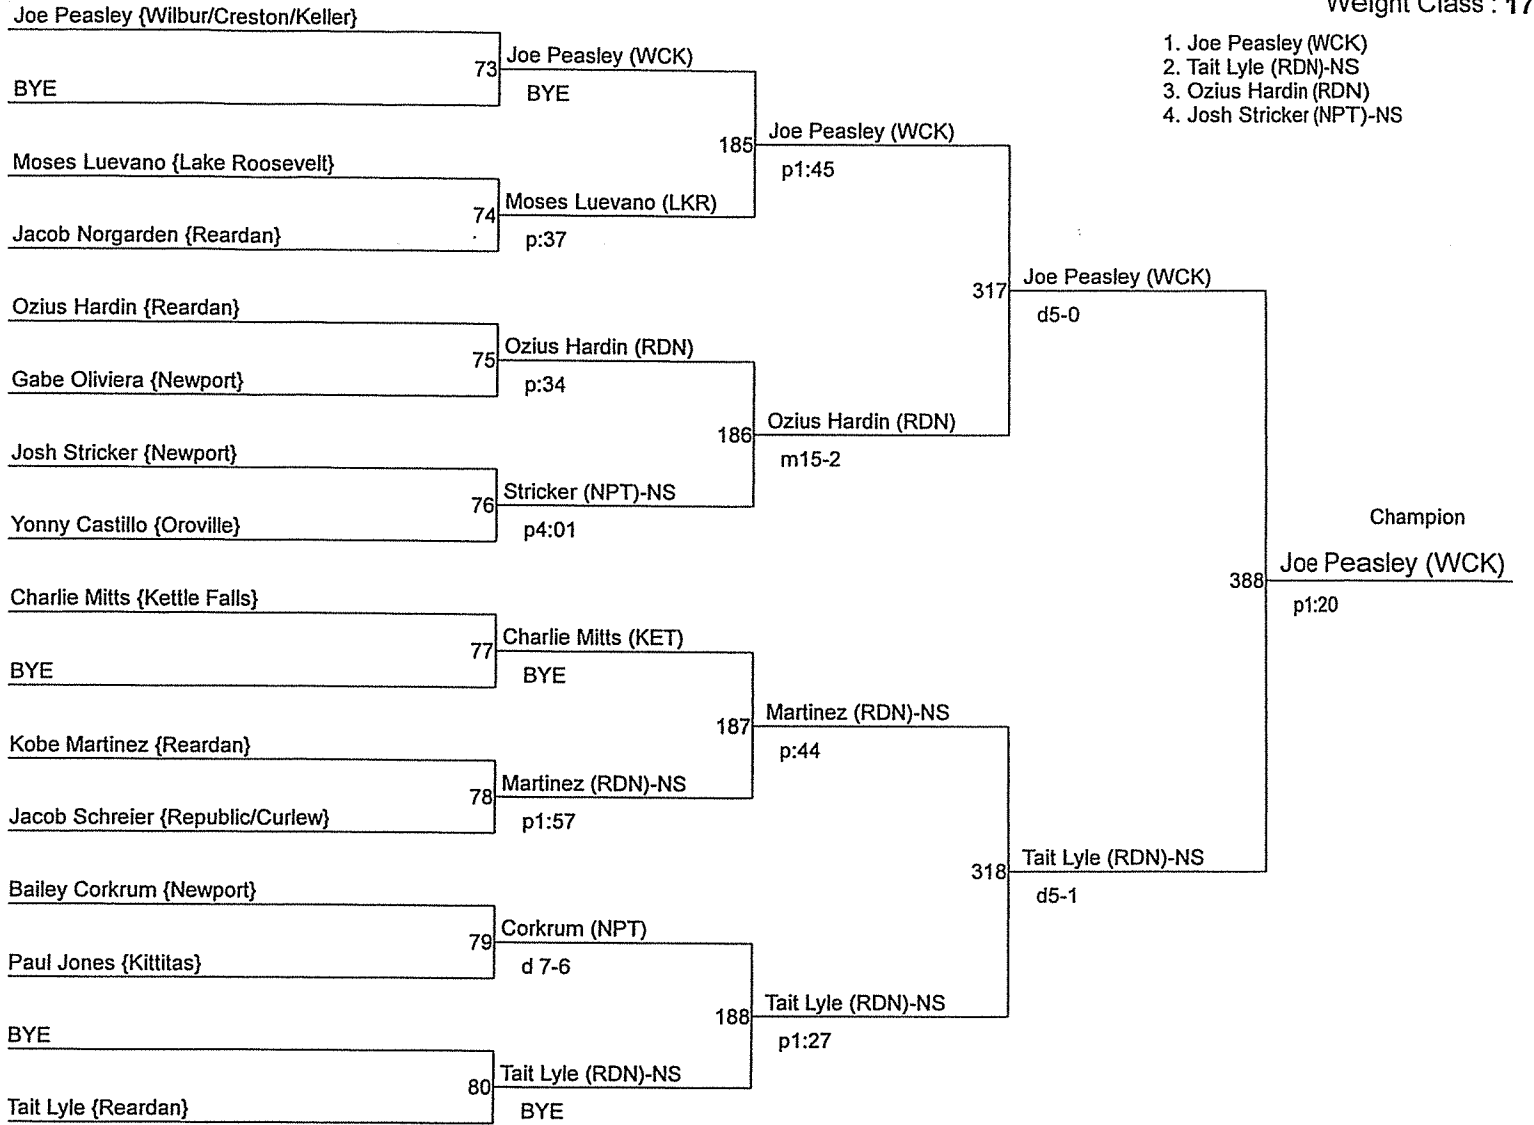 Joe Peasley {Wilbur/Creston/Keller}
Weight Class : 17
1. Joe Peasley (WCK)
2. Tait Lyle (RDN)-NS
3. Ozius Hardin (RDN)
4. Josh Stricker (NPT)-NS
73 Joe Peasley (WCK)
BYE
BYE
185 Joe Peasley (WCK)
p1:45
Moses Luevano {Lake Roosevelt}
74 Moses Luevano (LKR)
p:37
Jacob Norgarden {Reardan}
317 Joe Peasley (WCK)
d5-0
Ozius Hardin {Reardan}
75 Ozius Hardin (RDN)
p:34
Gabe Oliviera {Newport}
186 Ozius Hardin (RDN)
m15-2
Josh Stricker {Newport}
76 Stricker (NPT)-NS
p4:01
Yonny Castillo {Oroville}
Champion
388 Joe Peasley (WCK)
p1:20
Charlie Mitts {Kettle Falls}
77 Charlie Mitts (KET)
BYE
BYE
187 Martinez (RDN)-NS
p:44
Kobe Martinez {Reardan}
78 Martinez (RDN)-NS
p1:57
Jacob Schreier {Republic/Curlew}
318 Tait Lyle (RDN)-NS
d5-1
Bailey Corkrum {Newport}
79 Corkrum (NPT)
d 7-6
Paul Jones {Kittitas}
188 Tait Lyle (RDN)-NS
p1:27
BYE
80 Tait Lyle (RDN)-NS
BYE
Tait Lyle {Reardan}